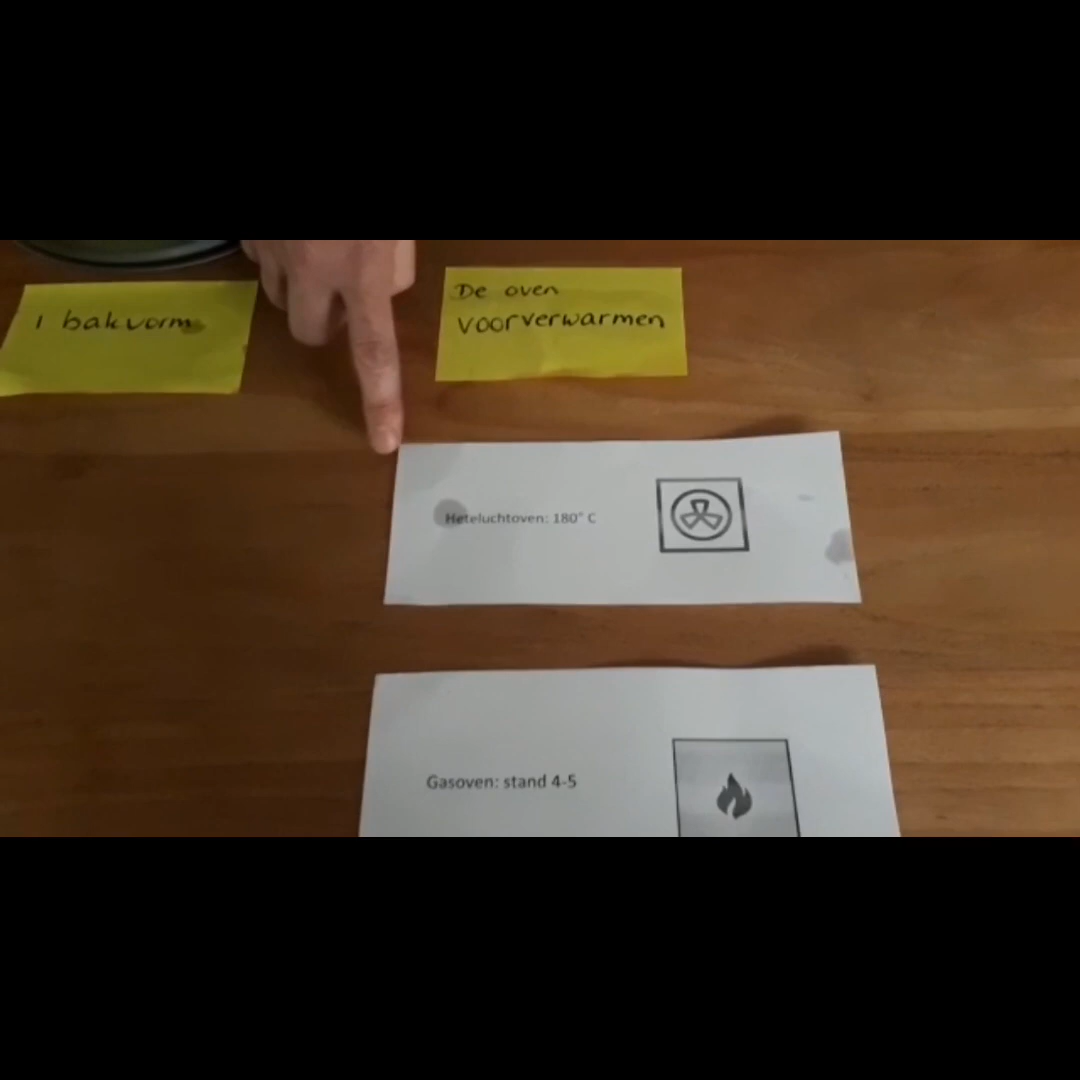 1 bakvorm
De oven
voorverwarmen
Heteluchtoven: 180° C
Gasoven: stand 4-5